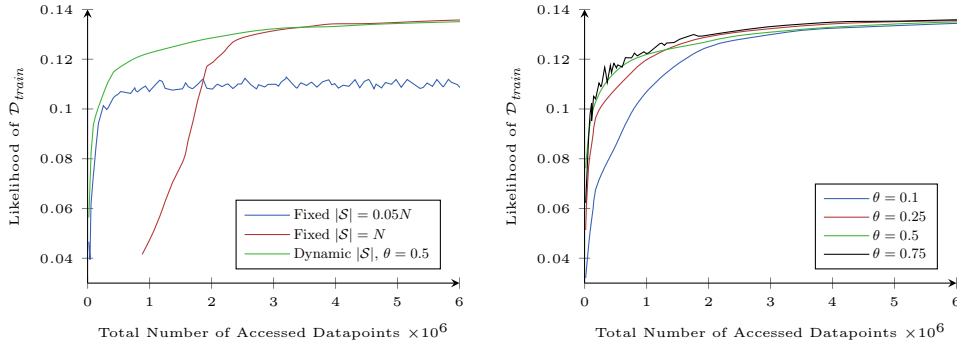 0.14
0.12
0.1
0.08
0.06
0.04
Likelihood of D_train
0 1 2 3 4 5 6
Total Number of Accessed Datapoints ×10^6
Fixed |S| = 0.05N
Fixed |S| = N
Dynamic |S|, θ = 0.5
0.14
0.12
0.1
0.08
0.06
0.04
Likelihood of D_train
0 1 2 3 4 5 6
Total Number of Accessed Datapoints ×10^6
θ = 0.1
θ = 0.25
θ = 0.5
θ = 0.75